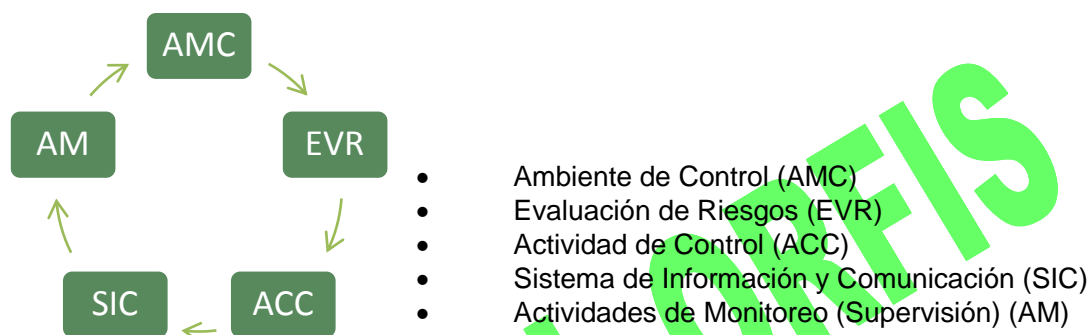 AMC
AM
EVR
SIC
ACC
• Ambiente de Control (AMC)
• Evaluación de Riesgos (EVR)
• Actividad de Control (ACC)
• Sistema de Información y Comunicación (SIC)
• Actividades de Monitoreo (Supervisión) (AM)